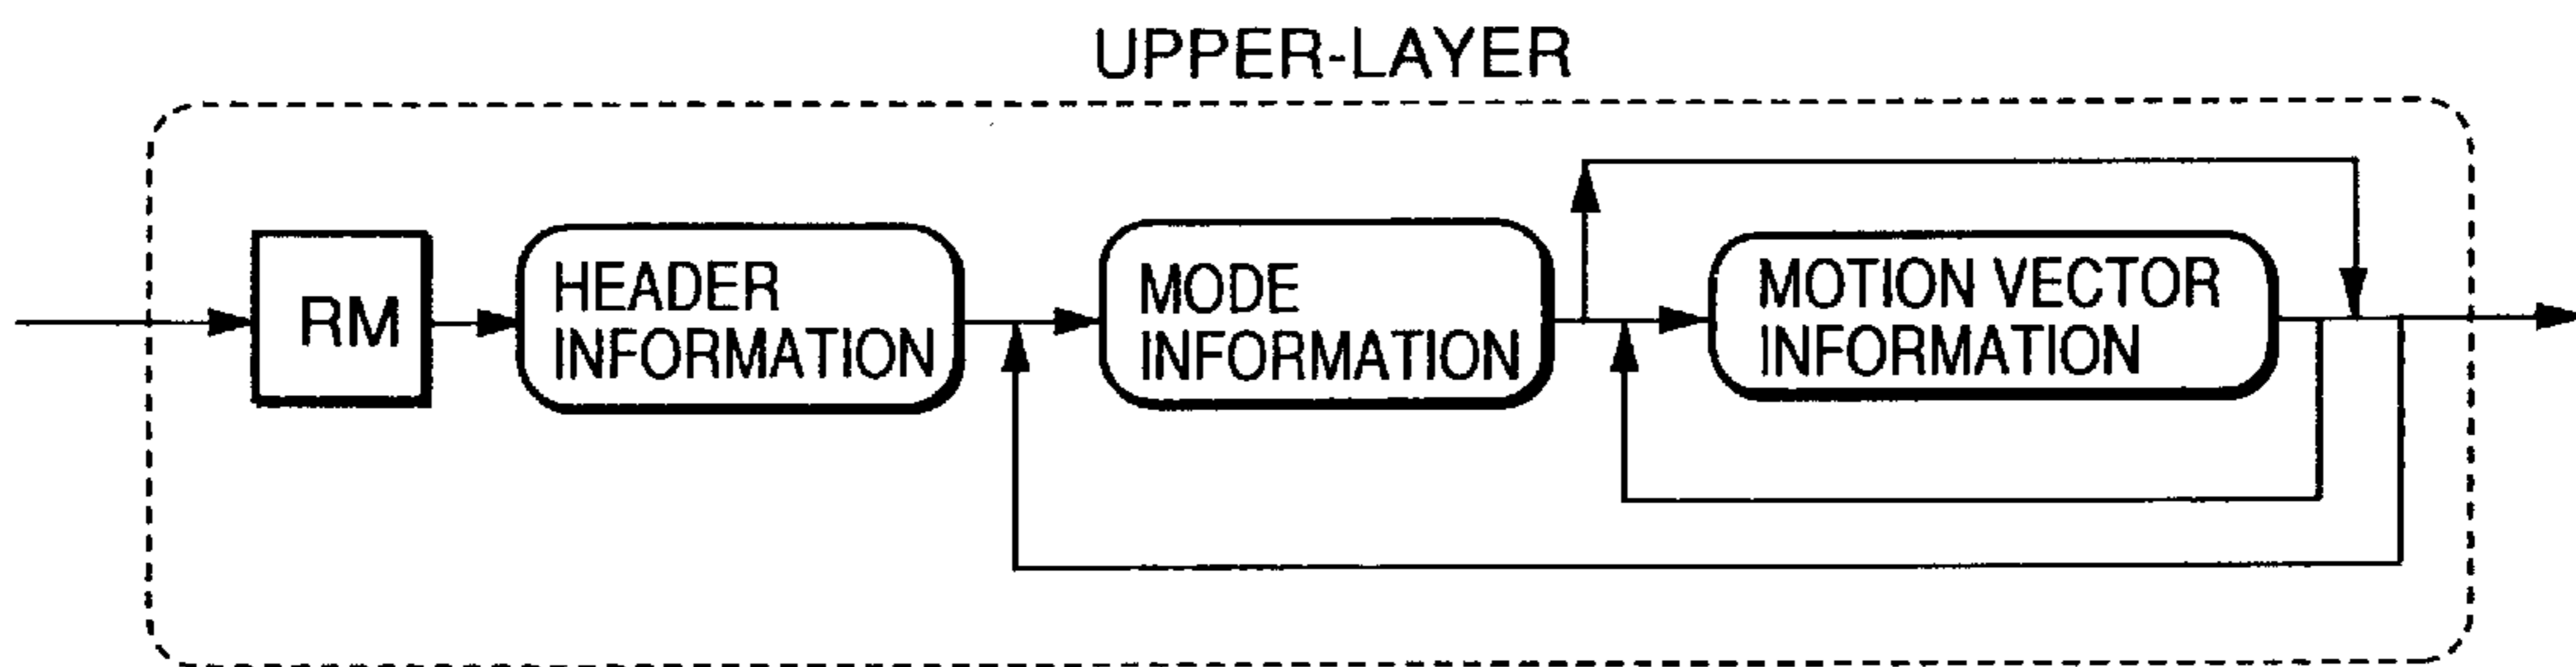 UPPER-LAYER
RM
HEADER
INFORMATION
MODE
INFORMATION
MOTION VECTOR
INFORMATION